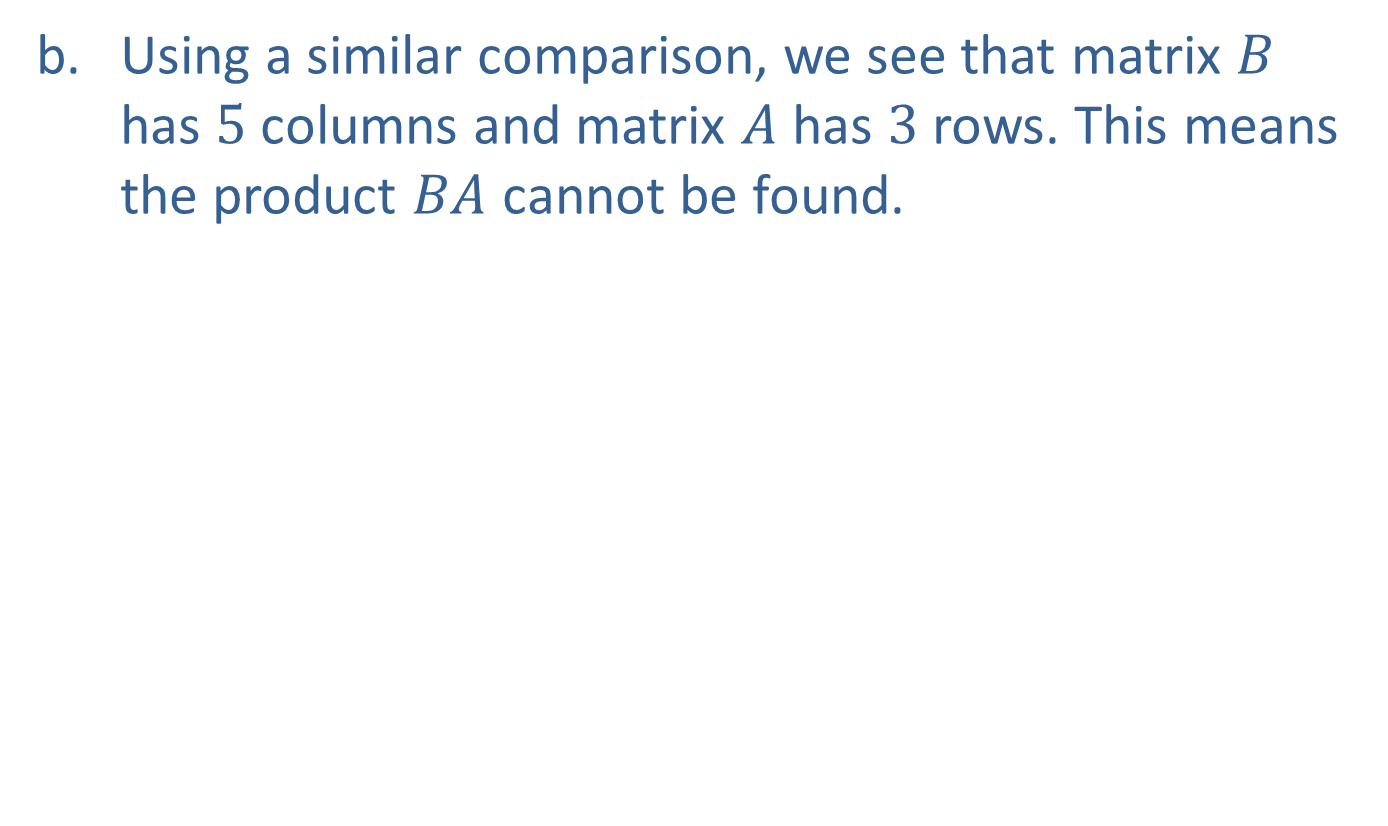 b. Using a similar comparison, we see that matrix B
has 5 columns and matrix A has 3 rows. This means
the product BA cannot be found.